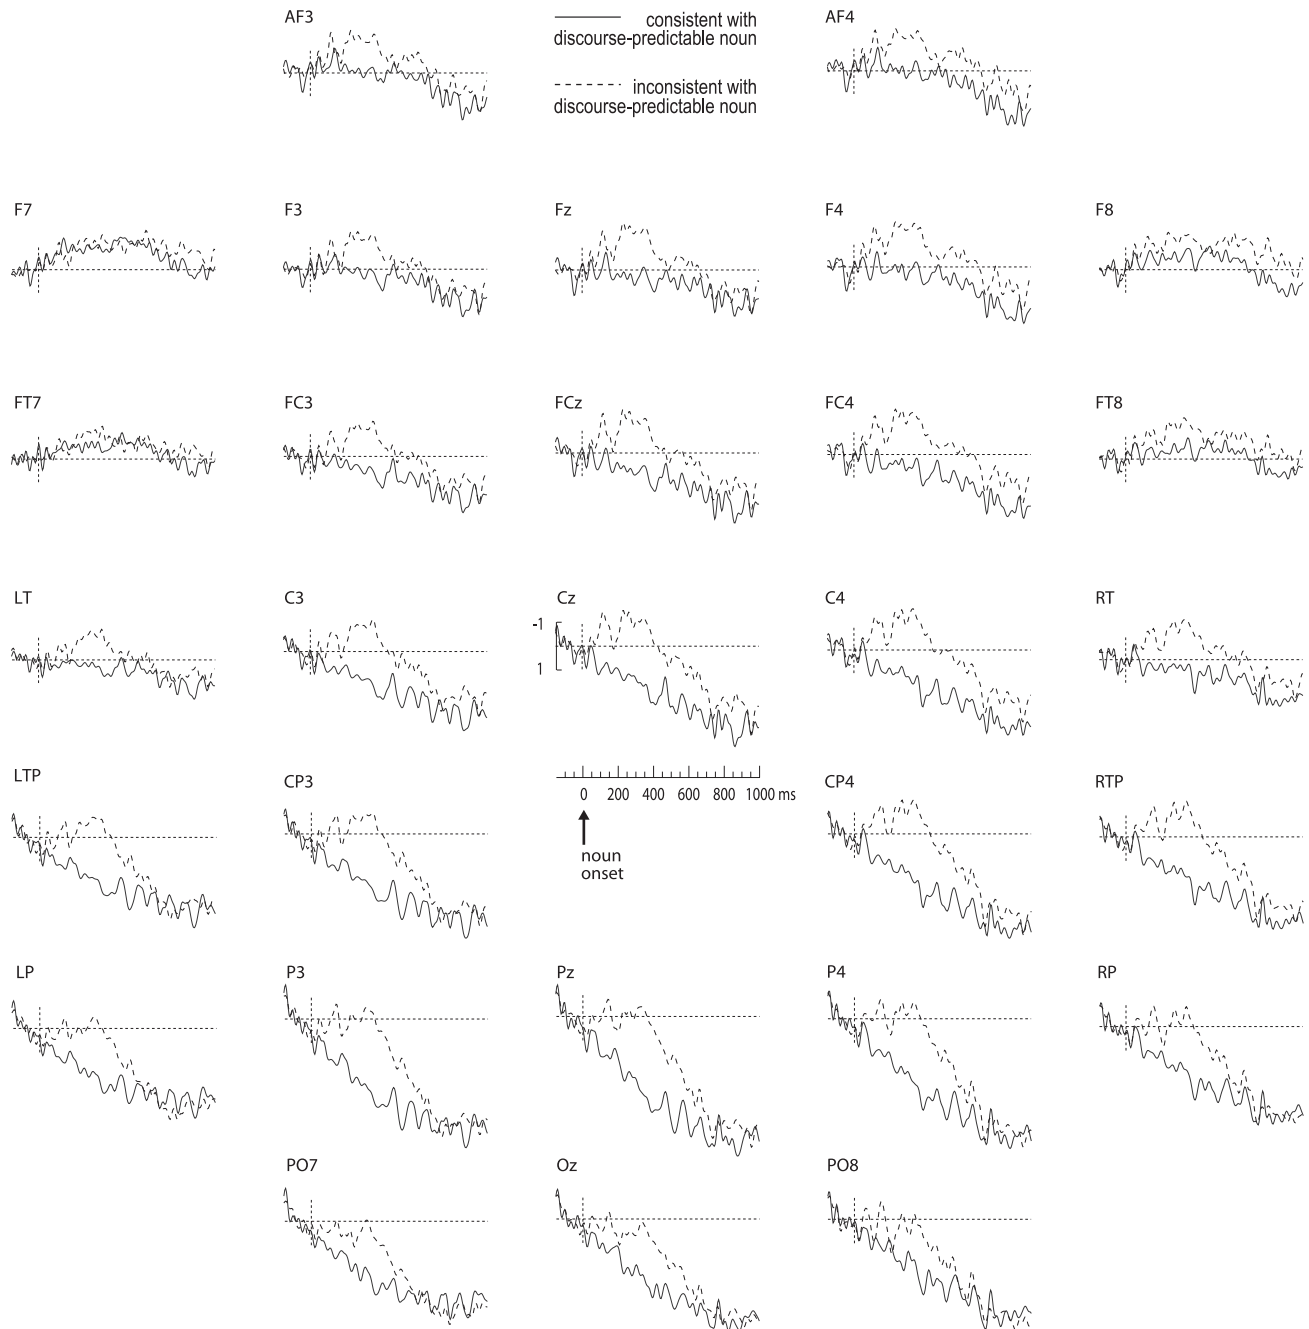 AF3
consistent with
discourse-predictable noun
inconsistent with
discourse-predictable noun
AF4
F7
F3
Fz
F4
F8
FT7
FC3
FCz
FC4
FT8
LT
C3
Cz
C4
RT
-1
1
LTP
CP3
0 200 400 600 800 1000 ms
noun
onset
CP4
RTP
LP
P3
Pz
P4
RP
PO7
Oz
PO8